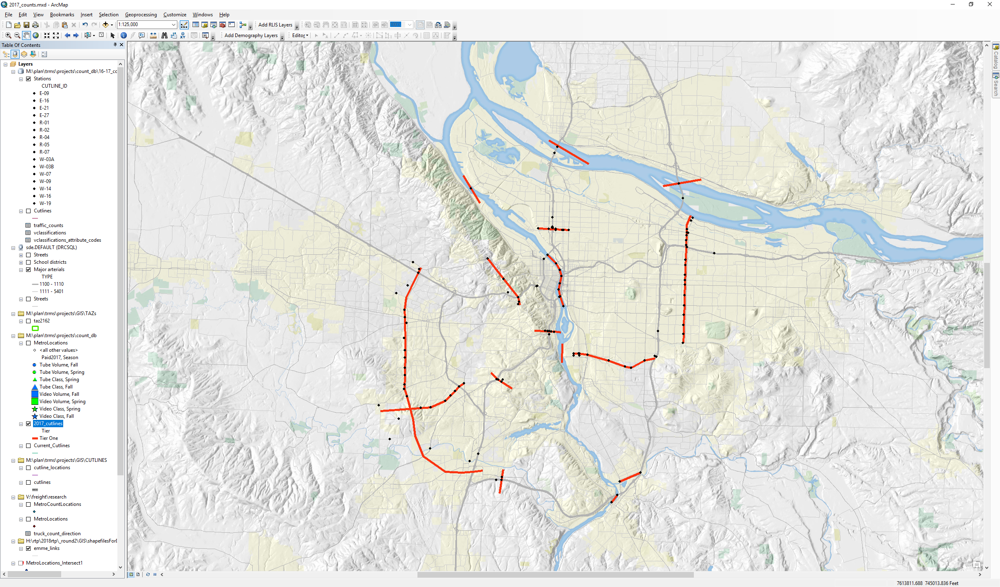 2017_counts.mxd - ArcMap
File Edit View Bookmarks Insert Selection Geoprocessing Customize Windows Help
1:125,000 Add RLIS Layers 100%
Add Demography Layers Editor
Table Of Contents
Layers
M:\plan\trms\projects\count_db\16-17_cc
Stations
CUTLINE_ID
E-09
E-16
E-21
E-27
R-01
R-02
R-04
R-05
R-07
W-03A
W-03B
W-07
W-09
W-14
W-16
W-19
Cutlines
traffic_counts
vclassifications
vclassifications_attribute_codes
sde.DEFAULT (DRCSQL)
Streets
School districts
Major arterials
TYPE
1100 - 1110
1111 - 5401
Streets
M:\plan\trms\projects\GIS\TAZs
taz2162
M:\plan\trms\projects\count_db
MetroLocations
<all other values>
Paid2017, Season
Tube Volume, Fall
Tube Volume, Spring
Tube Class, Spring
Tube Class, Fall
Video Volume, Fall
Video Volume, Spring
Video Class, Spring
Video Class, Fall
2017_cutlines
Tier
Tier One
Current_Cutlines
M:\plan\trms\projects\GIS\CUTLINES
cutline_locations
cutlines
V:\freight\research
MetroCountLocations
MetroLocations
truck_count_direction
H:\rtp\2018rtp\_round2\GIS\shapefilesForD
emme_links
MetroLocations_Intersect1
Catalog
Search
7613811.688 745013.836 Feet